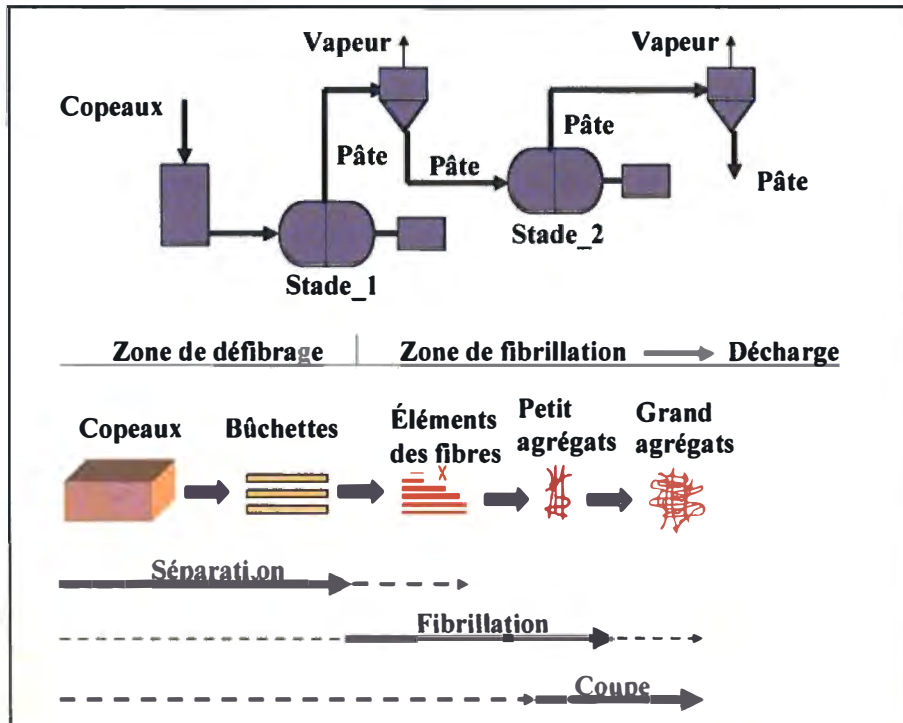 Vapeur
Vapeur
Copeaux
Pâte
Pâte
Pâte
Pâte
Stade_1
Stade_2
Zone de défibrage
Zone de fibrillation
Décharge
Copeaux
Bûchettes
Éléments
des fibres
Petit
agrégats
Grand
agrégats
Séparation
Fibrillation
Coupe